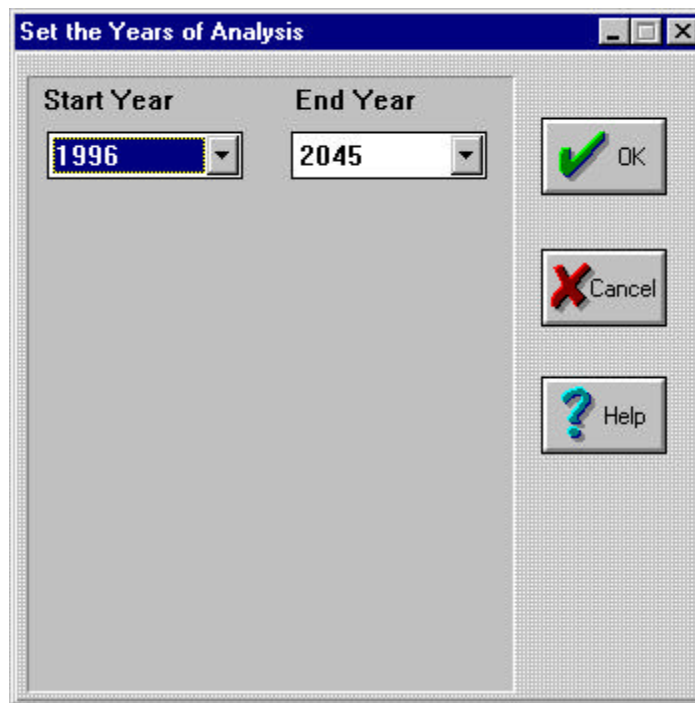 Set the Years of Analysis
Start Year End Year
1996 2045
OK
Cancel
Help